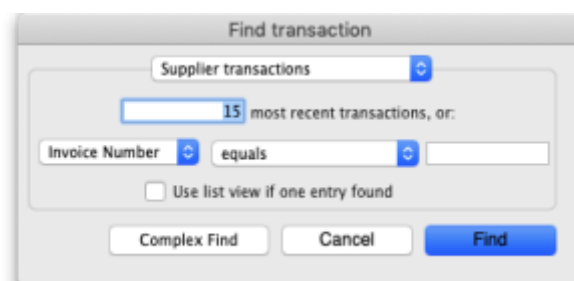 Find transaction
Supplier transactions
15 most recent transactions, or:
Invoice Number equals
Use list view if one entry found
Complex Find Cancel Find